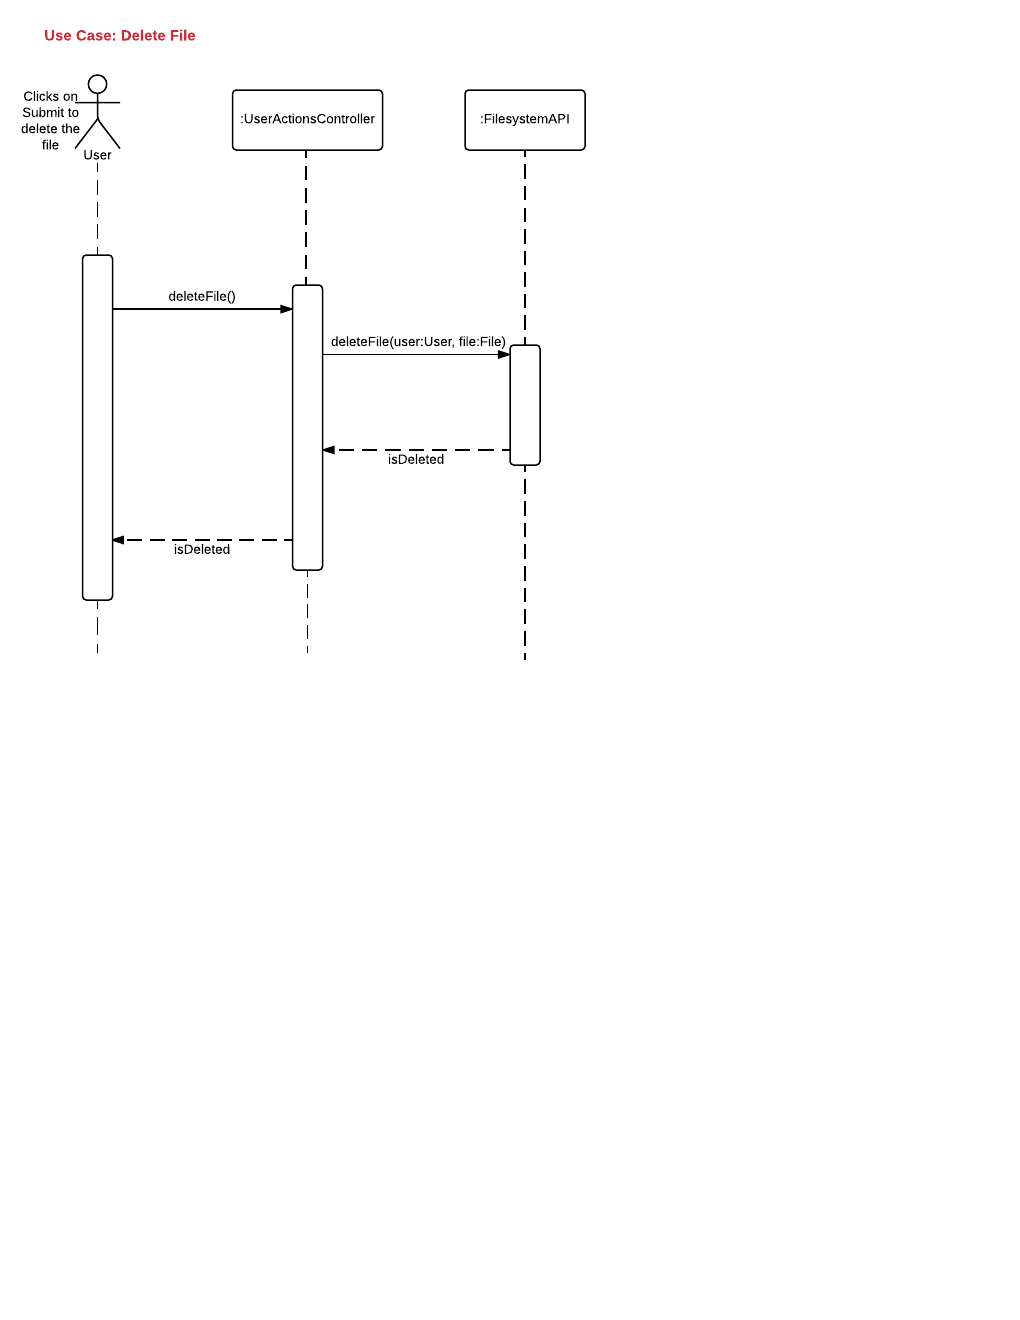 Use Case: Delete File
Clicks on
Submit to
delete the
file
User
:UserActionsController
:FilesystemAPI
deleteFile()
deleteFile(user:User, file:File)
isDeleted
isDeleted